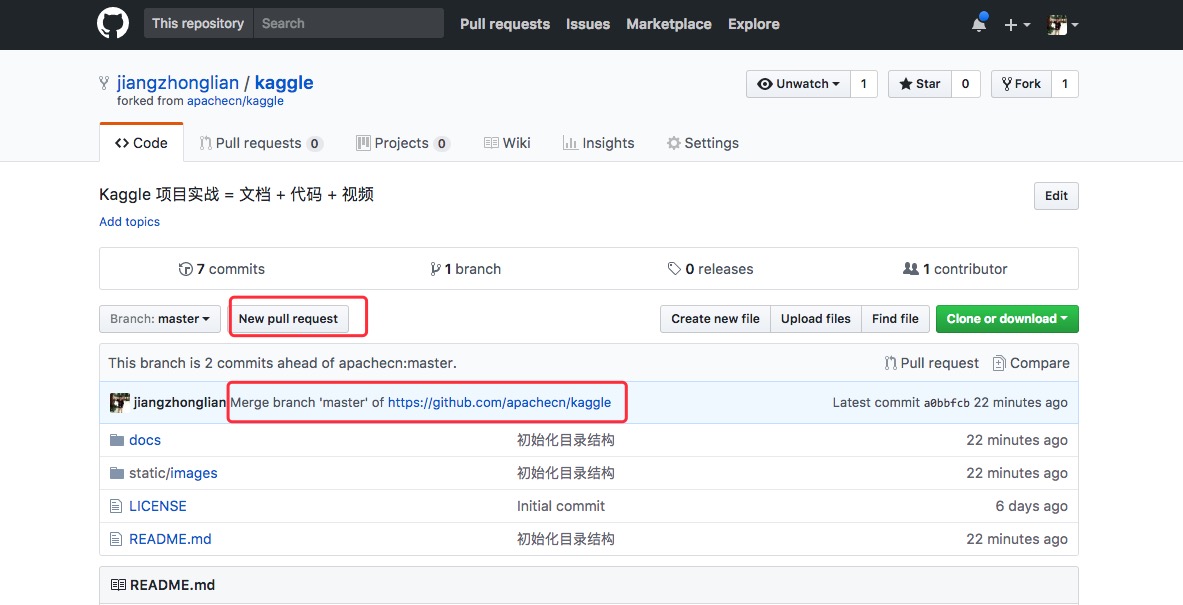 This repository Search Pull requests Issues Marketplace Explore
jiangzhonglian / kaggle Unwatch 1 Star 0 Fork 1
forked from apachecn/kaggle
Code Pull requests 0 Projects 0 Wiki Insights Settings
Kaggle 项目实战 = 文档 + 代码 + 视频 Edit
Add topics
7 commits 1 branch 0 releases 1 contributor
Branch: master New pull request Create new file Upload files Find file Clone or download
This branch is 2 commits ahead of apachecn:master. Pull request Compare
jiangzhonglian Merge branch 'master' of https://github.com/apachecn/kaggle Latest commit a0bbfcb 22 minutes ago
docs 初始化目录结构 22 minutes ago
static/images 初始化目录结构 22 minutes ago
LICENSE Initial commit 6 days ago
README.md 初始化目录结构 22 minutes ago
README.md